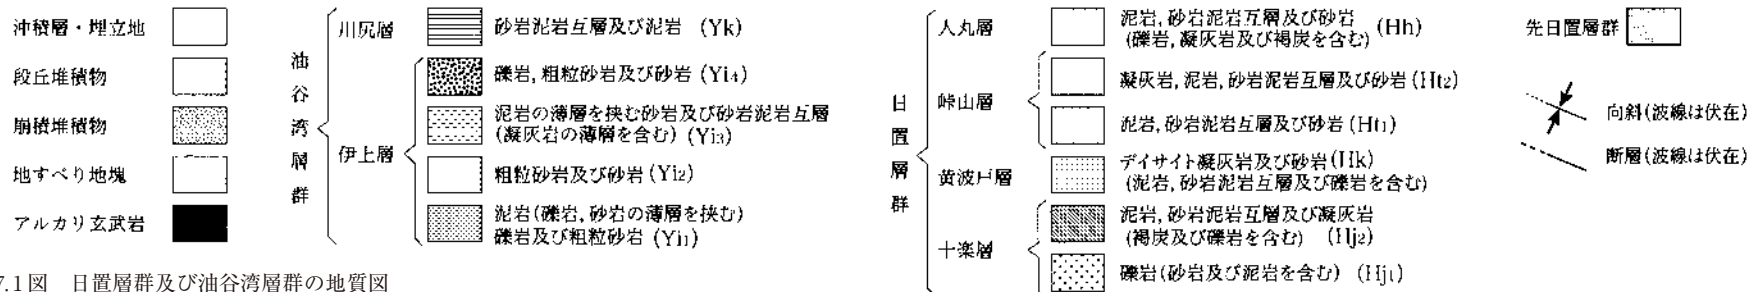 沖積層・埋立地
段丘堆積物
崩積堆積物
地すべり地塊
アルカリ玄武岩
油谷湾層群
川尻層
砂岩泥岩互層及び泥岩 (Yk)
伊上層
礫岩,粗粒砂岩及び砂岩 (Yi4)
泥岩の薄層を挟む砂岩及び砂岩泥岩互層
(凝灰岩の薄層を含む) (Yi3)
粗粒砂岩及び砂岩 (Yi2)
泥岩(礫岩,砂岩の薄層を挟む)
礫岩及び粗粒砂岩 (Yi1)
日置層群
人丸層
泥岩,砂岩泥岩互層及び砂岩
(礫岩,凝灰岩及び褐炭を含む) (Hh)
峠山層
凝灰岩,泥岩,砂岩泥岩互層及び砂岩 (Ht2)
泥岩,砂岩泥岩互層及び砂岩 (Ht1)
黄波戸層
デイサイト凝灰岩及び砂岩 (Hk)
(泥岩,砂岩泥岩互層及び礫岩を含む)
十楽層
泥岩,砂岩泥岩互層及び凝灰岩
(褐炭及び礫岩を含む) (Hj2)
礫岩(砂岩及び泥岩を含む) (Hj1)
先日置層群
向斜(波線は伏在)
断層(波線は伏在)
7.1図 日置層群及び油谷湾層群の地質図